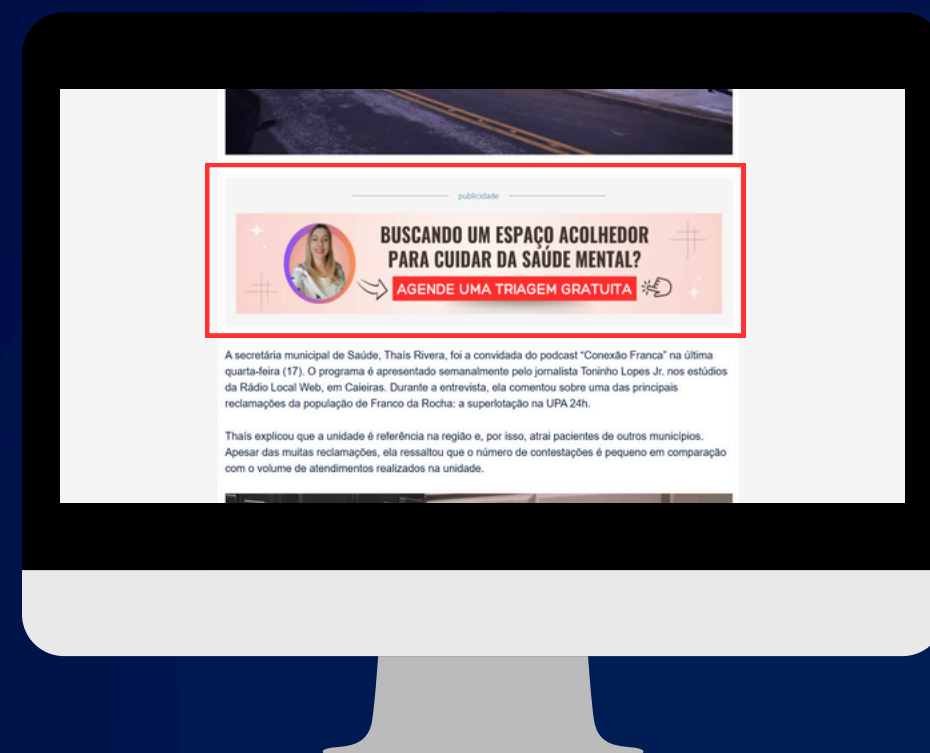 publicidade
BUSCANDO UM ESPAÇO ACOLHEDOR
PARA CUIDAR DA SAÚDE MENTAL?
AGENDE UMA TRIAGEM GRATUITA
A secretária municipal de Saúde, Thaís Rivera, foi a convidada do podcast “Conexão Franca” na última
quarta-feira (17). O programa é apresentado semanalmente pelo jornalista Toninho Lopes Jr. nos estúdios
da Rádio Local Web, em Caieiras. Durante a entrevista, ela comentou sobre uma das principais
reclamações da população de Franco da Rocha: a superlotação na UPA 24h.
Thaís explicou que a unidade é referência na região e, por isso, atrai pacientes de outros municípios.
Apesar das muitas reclamações, ela ressaltou que o número de contestações é pequeno em comparação
com o volume de atendimentos realizados na unidade.